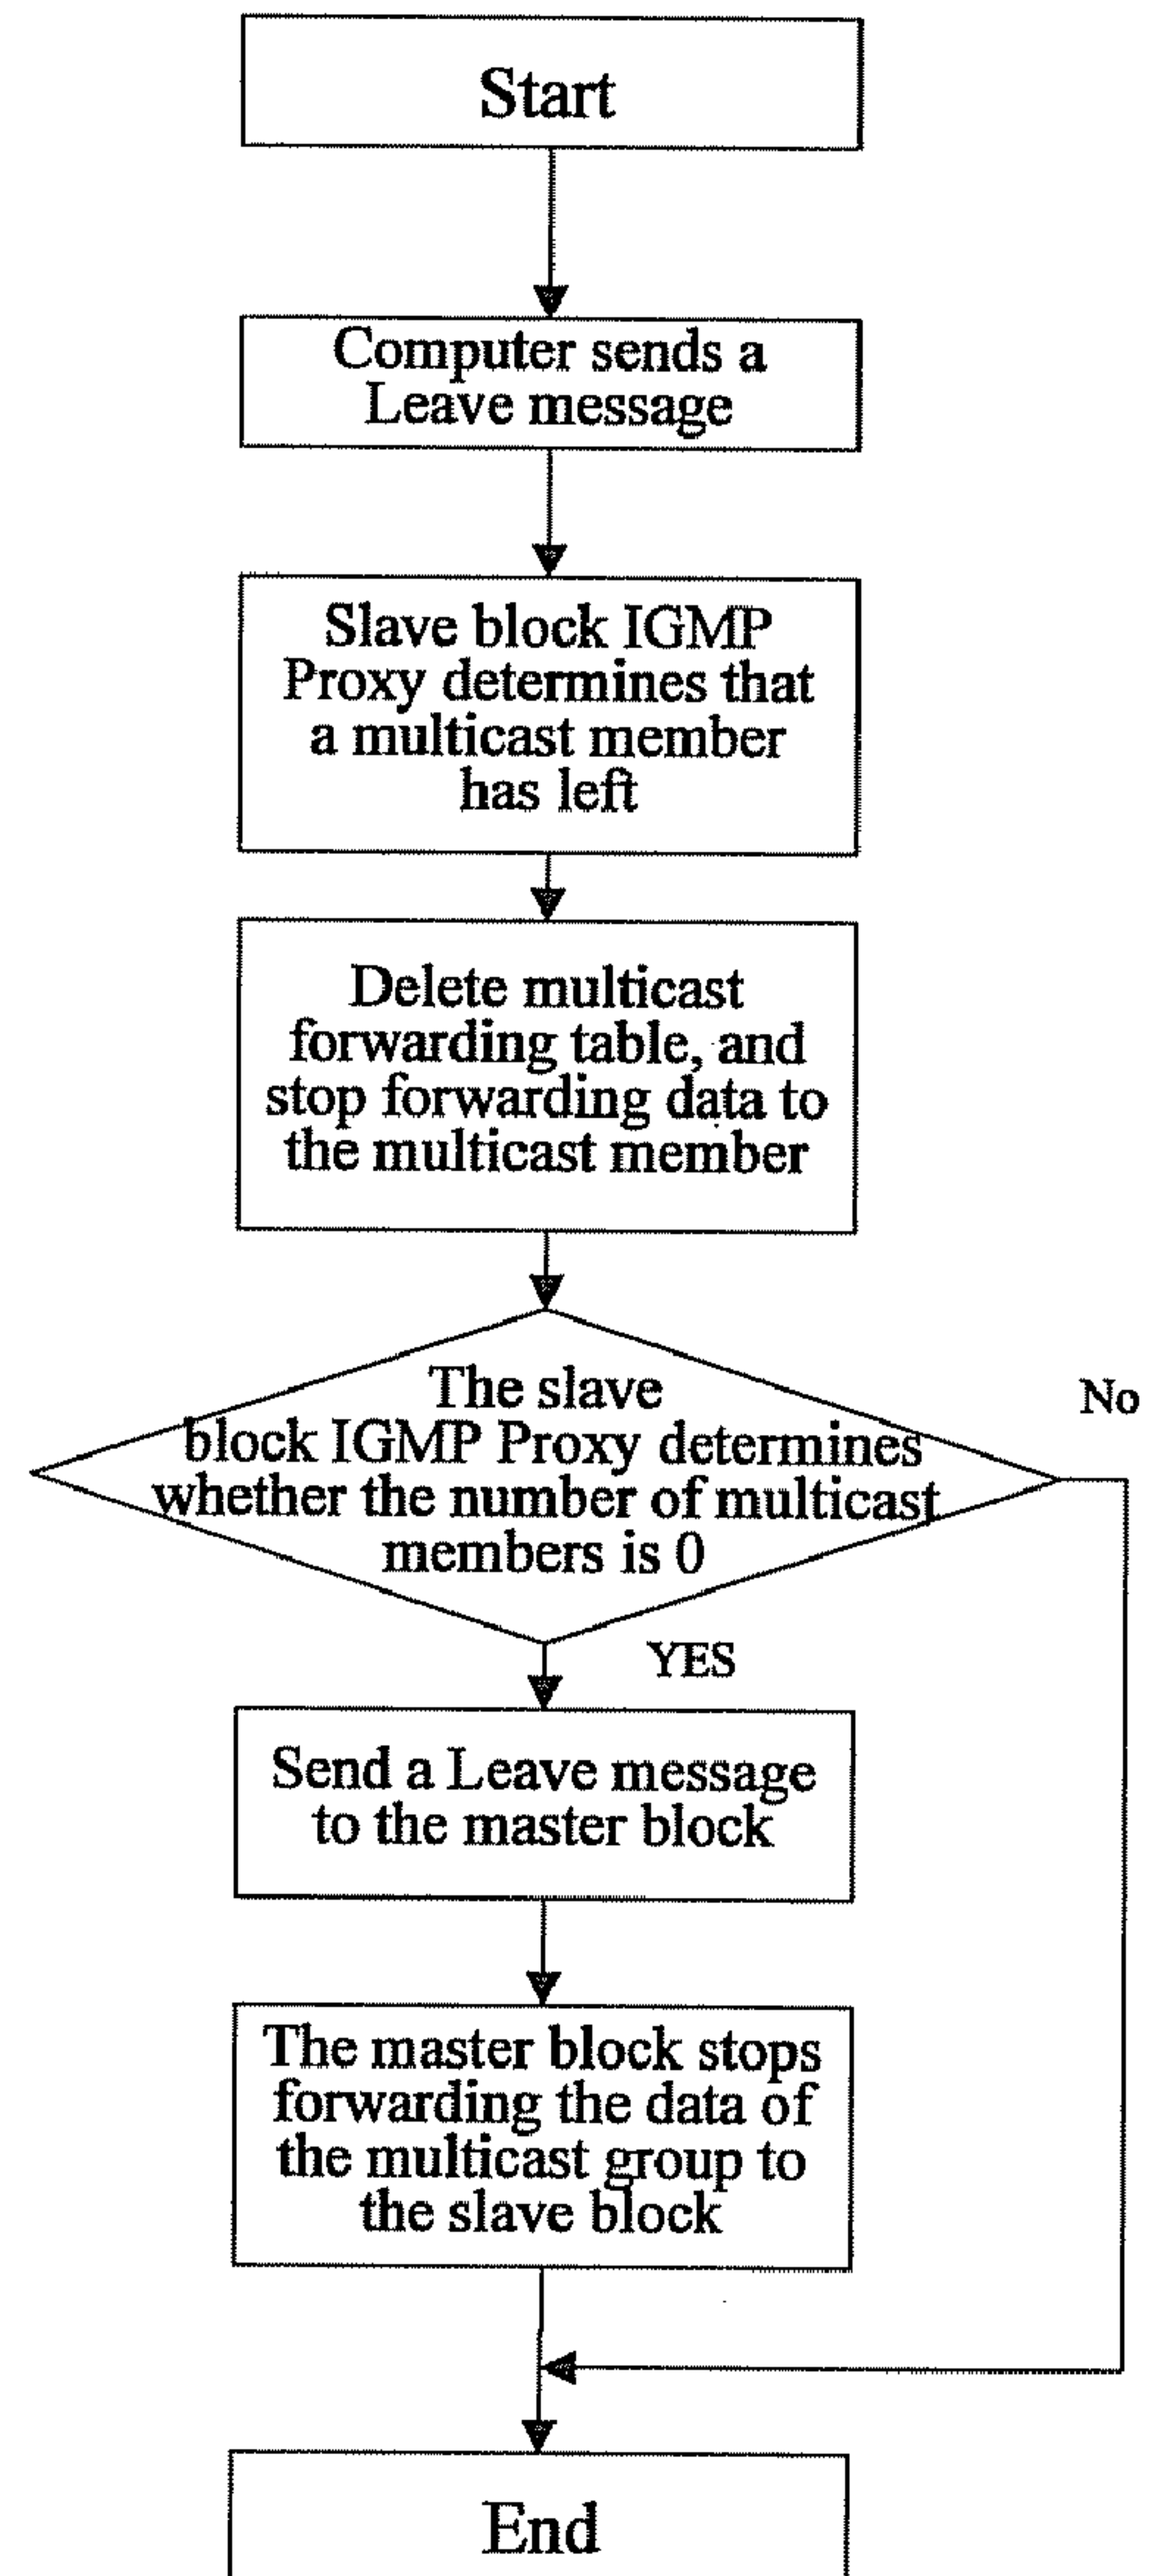 Start
Computer sends a
Leave message
Slave block IGMP
Proxy determines that
a multicast member
has left
Delete multicast
forwarding table, and
stop forwarding data to
the multicast member
The slave
block IGMP Proxy determines
whether the number of multicast
members is 0
No
YES
Send a Leave message
to the master block
The master block stops
forwarding the data of
the multicast group to
the slave block
End